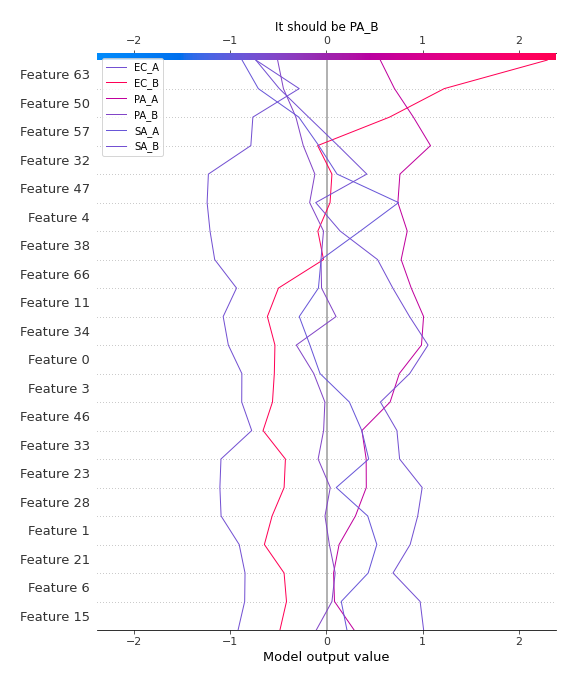 It should be PA_B
−2 −1 0 1 2
EC_A
EC_B
PA_A
PA_B
SA_A
SA_B
Feature 63
Feature 50
Feature 57
Feature 32
Feature 47
Feature 4
Feature 38
Feature 66
Feature 11
Feature 34
Feature 0
Feature 3
Feature 46
Feature 33
Feature 23
Feature 28
Feature 1
Feature 21
Feature 6
Feature 15
−2 −1 0 1 2
Model output value